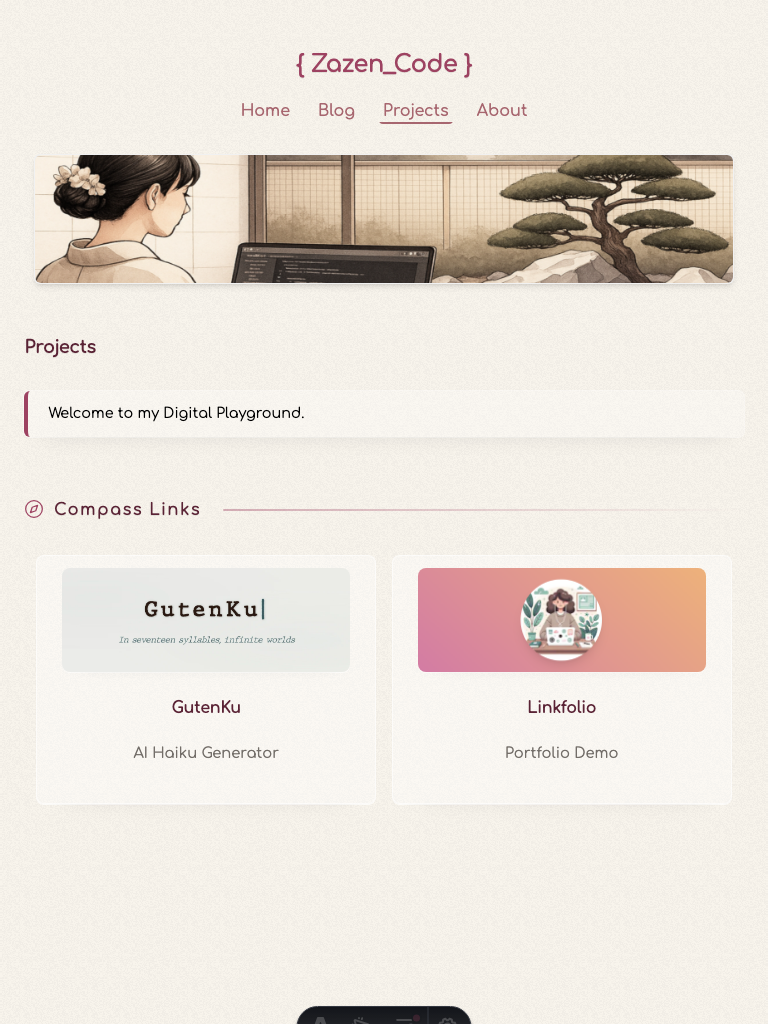 { Zazen_Code }
Home Blog Projects About
Projects
Welcome to my Digital Playground.
Compass Links
GutenKu
In seventeen syllables, infinite worlds
GutenKu
AI Haiku Generator
Linkfolio
Portfolio Demo